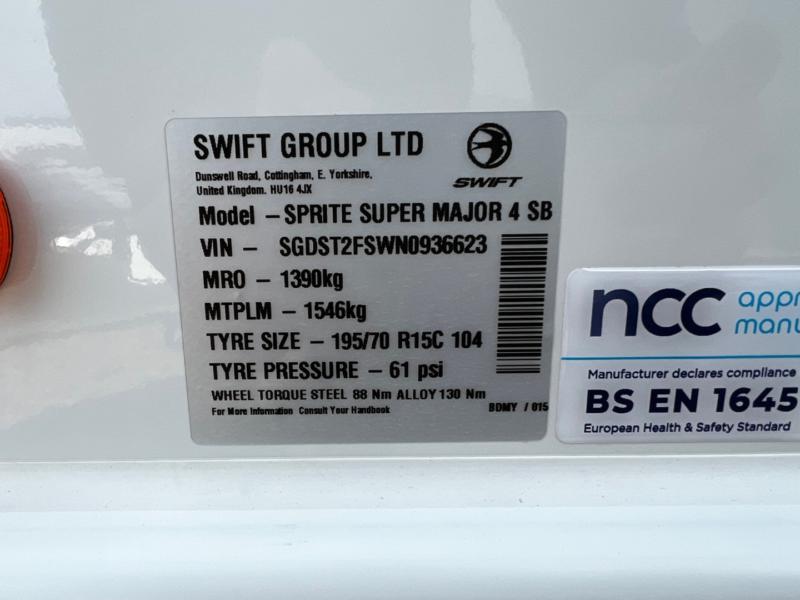 SWIFT GROUP LTD
Dunswell Road, Cottingham, E. Yorkshire,
United Kingdom. HU16 4JX
SWIFT
Model – SPRITE SUPER MAJOR 4 SB
VIN – SGDST2FSWN0936623
MRO – 1390kg
MTPLM – 1546kg
TYRE SIZE – 195/70 R15C 104
TYRE PRESSURE – 61 psi
WHEEL TORQUE STEEL 88 Nm ALLOY 130 Nm
For More Information Consult Your Handbook
BDMY / 015
ncc
appr
manu
Manufacturer declares compliance
BS EN 1645
European Health & Safety Standard